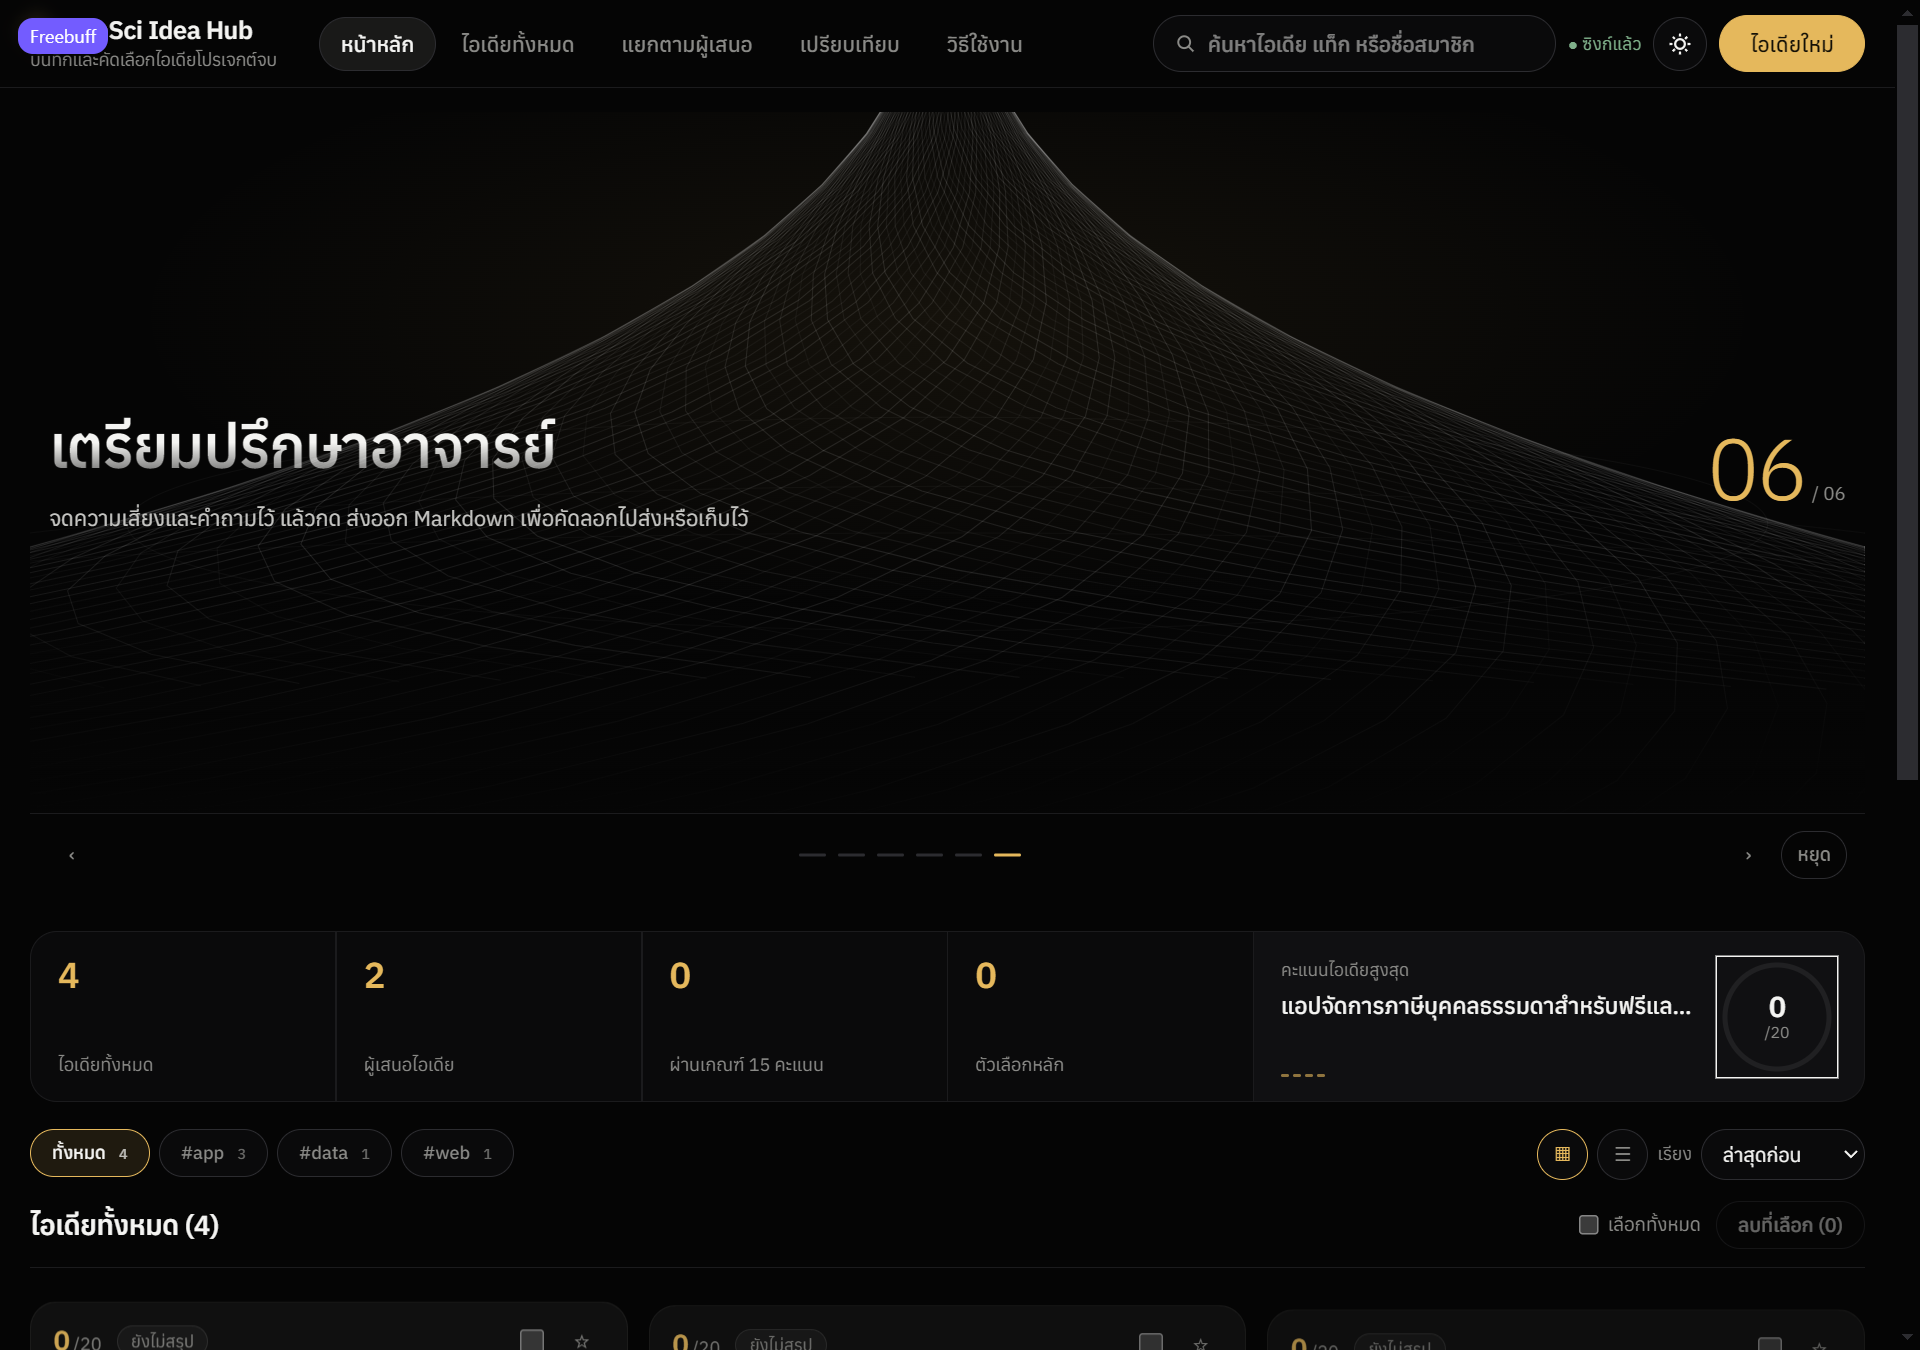 Freebuff
Sci Idea Hub
บันทึกและคัดเลือกไอเดียโปรเจกต์จบ
หน้าหลัก
ไอเดียทั้งหมด
แยกตามผู้เสนอ
เปรียบเทียบ
วิธีใช้งาน
ค้นหาไอเดีย แท็ก หรือชื่อสมาชิก
ซิงก์แล้ว
ไอเดียใหม่
เตรียมปรึกษาอาจารย์
จดความเสี่ยงและคำถามไว้ แล้วกด ส่งออก Markdown เพื่อคัดลอกไปส่งหรือเก็บไว้
06 / 06
‹
›
หยุด
4
ไอเดียทั้งหมด
2
ผู้เสนอไอเดีย
0
ผ่านเกณฑ์ 15 คะแนน
0
ตัวเลือกหลัก
คะแนนไอเดียสูงสุด
แอปจัดการภาษีบุคคลธรรมดาสำหรับฟรีแล...
0
/20
ทั้งหมด 4
#app 3
#data 1
#web 1
เรียง
ล่าสุดก่อน
ไอเดียทั้งหมด (4)
เลือกทั้งหมด
ลบที่เลือก (0)
0/20 ยังไม่สรุป
0/20 ยังไม่สรุป
0/20 ยังไม่สรุป